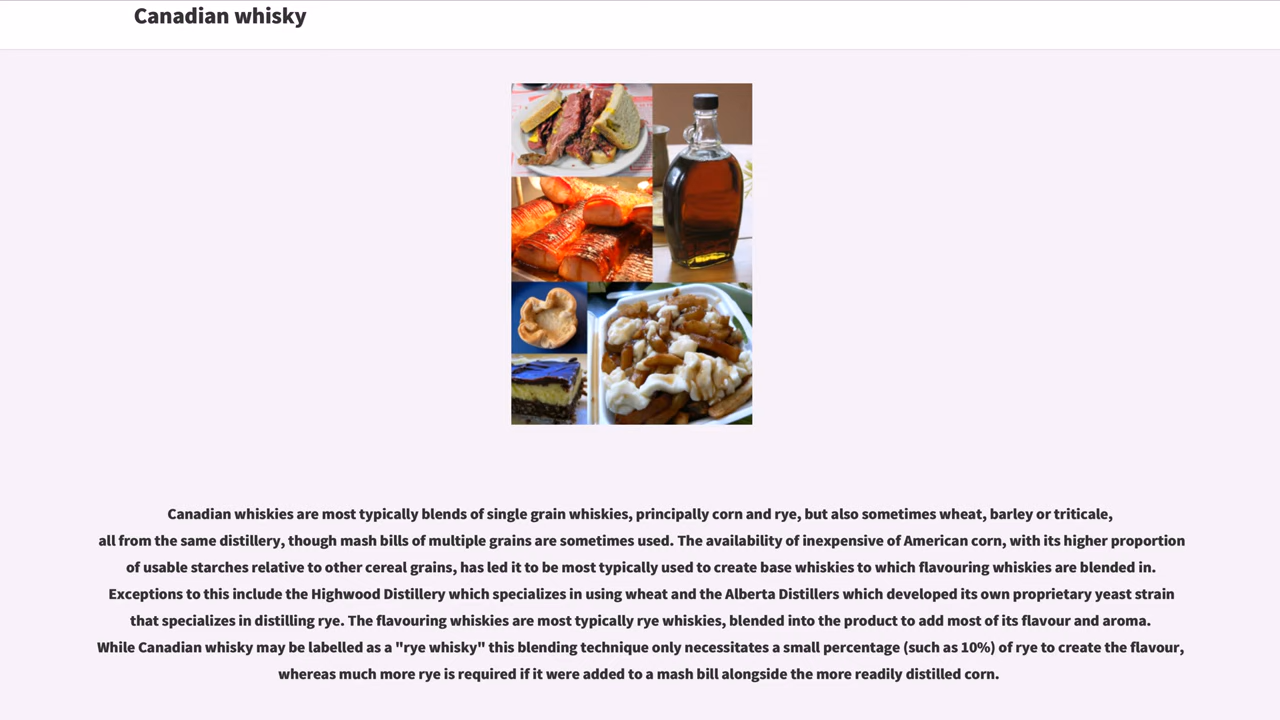 Canadian whisky
Canadian whiskies are most typically blends of single grain whiskies, principally corn and rye, but also sometimes wheat, barley or triticale,
all from the same distillery, though mash bills of multiple grains are sometimes used. The availability of inexpensive of American corn, with its higher proportion
of usable starches relative to other cereal grains, has led it to be most typically used to create base whiskies to which flavouring whiskies are blended in.
Exceptions to this include the Highwood Distillery which specializes in using wheat and the Alberta Distillers which developed its own proprietary yeast strain
that specializes in distilling rye. The flavouring whiskies are most typically rye whiskies, blended into the product to add most of its flavour and aroma.
While Canadian whisky may be labelled as a "rye whisky" this blending technique only necessitates a small percentage (such as 10%) of rye to create the flavour,
whereas much more rye is required if it were added to a mash bill alongside the more readily distilled corn.